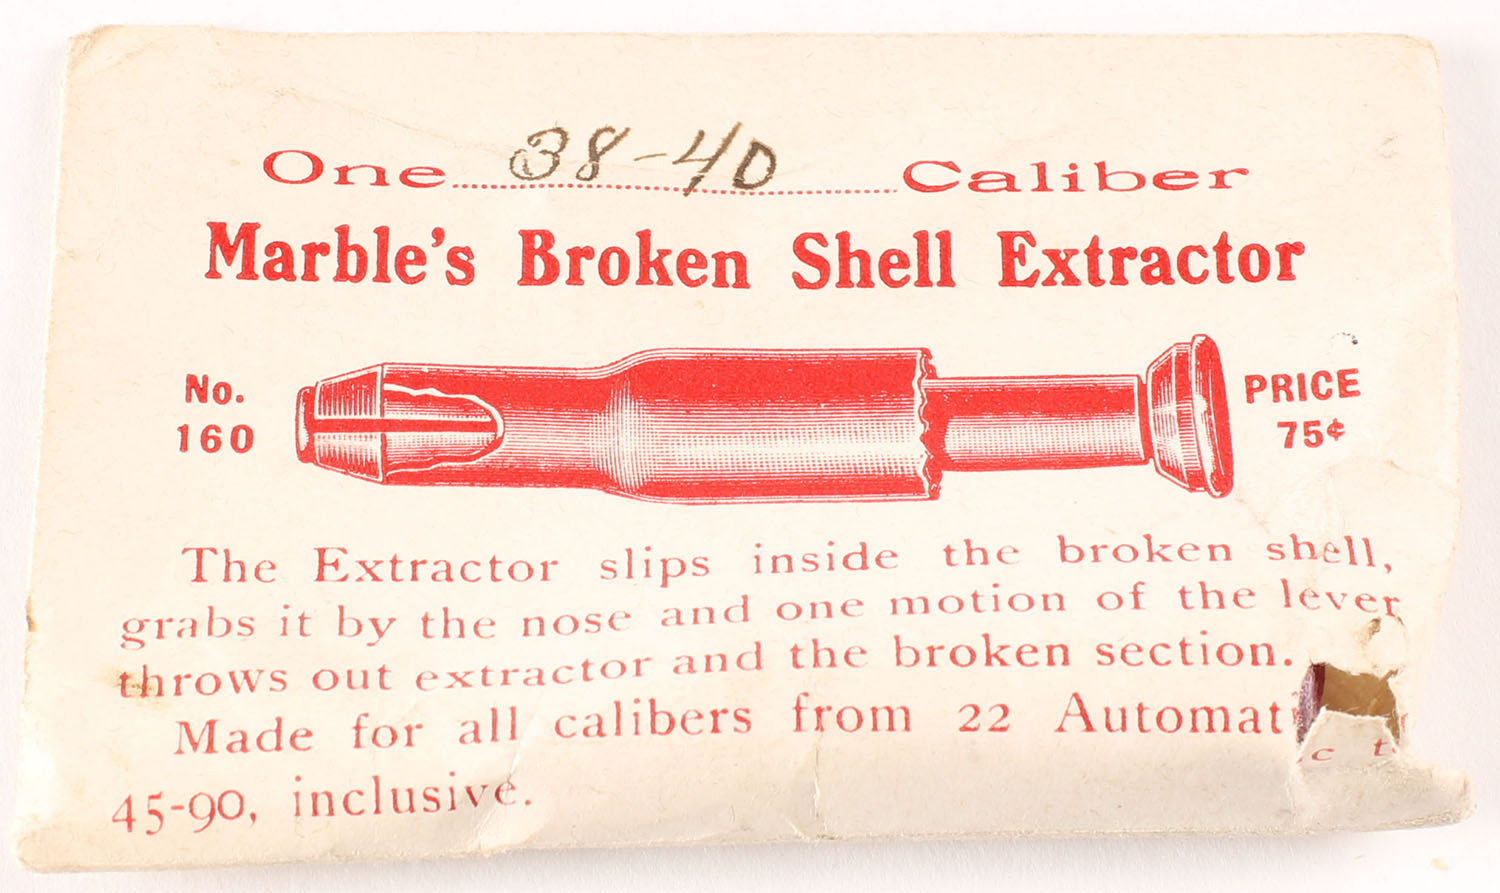 One 38-40 Caliber
Marble's Broken Shell Extractor
No. 160
PRICE 75¢
The Extractor slips inside the broken shell,
grabs it by the nose and one motion of the lever
throws out extractor and the broken section.
Made for all calibers from 22 Automatic to
45-90, inclusive.